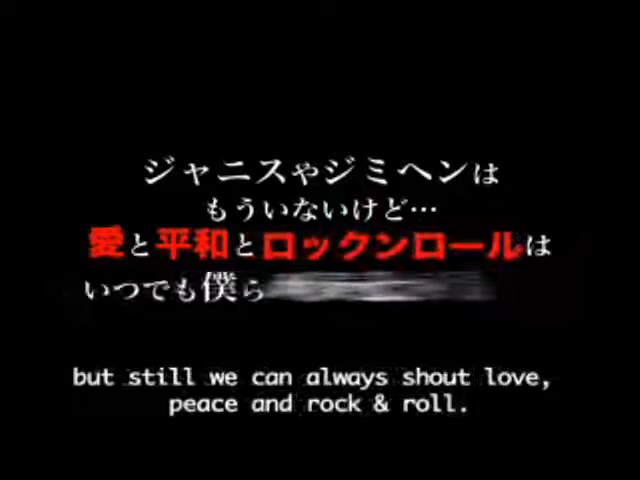 ジャニスやジミヘンは
もういないけど…
愛と平和とロックンロールは
いつでも僕ら
but still we can always shout love,
peace and rock & roll.